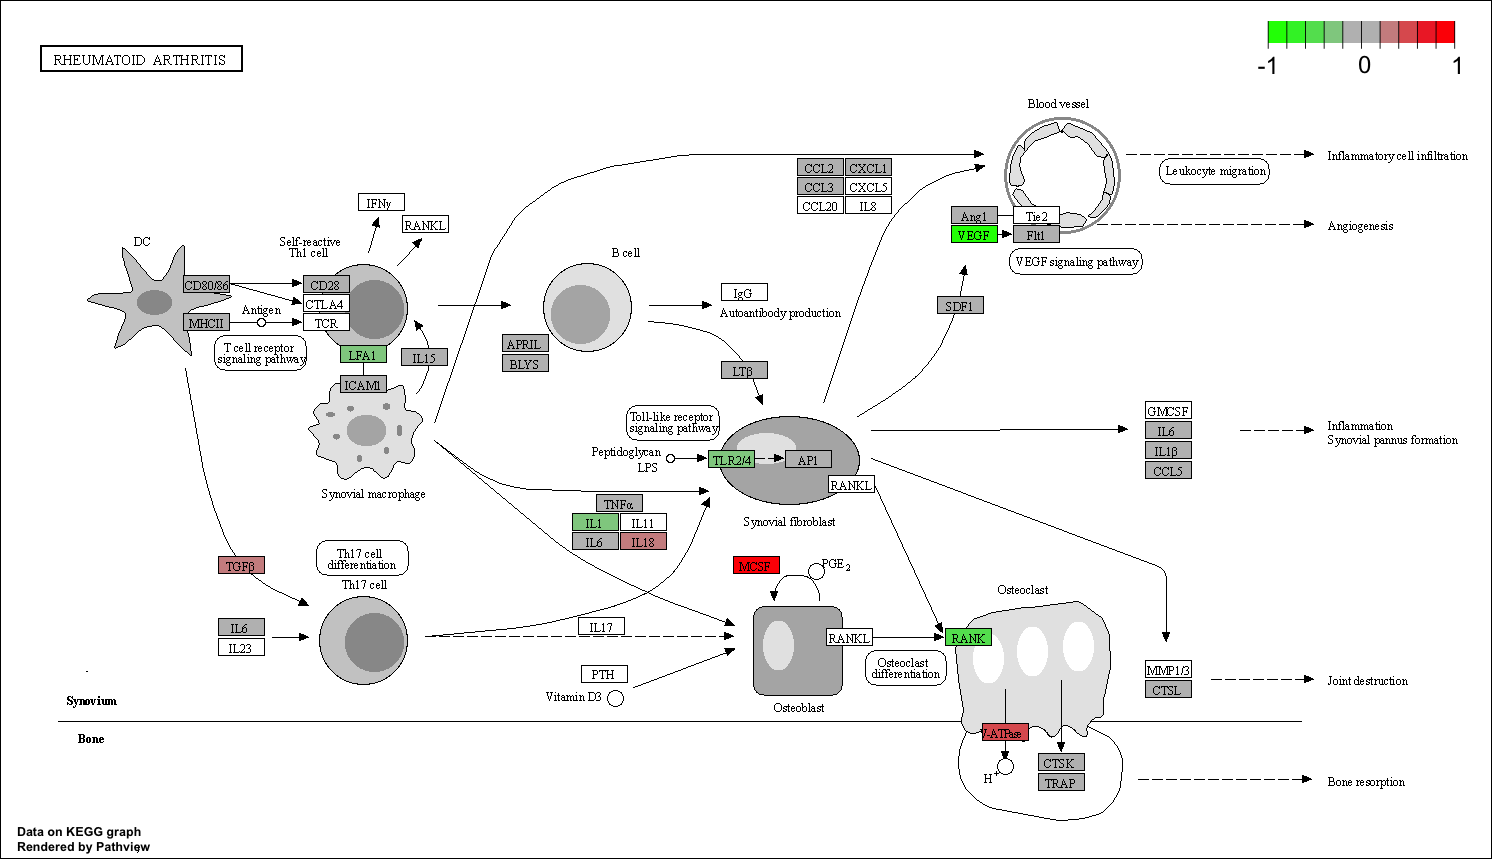 RHEUMATOID ARTHRITIS
-1
0
1
Blood vessel
Inflammatory cell infiltration
Leukocyte migration
CCL2
CXCL1
CCL3
CXCL5
CCL20
IL8
Ang1
Tie2
VEGF
Flt1
Angiogenesis
VEGF signaling pathway
IFNγ
RANKL
DC
Self-reactive
Th1 cell
B cell
CD80/86
CD28
CTLA4
Antigen
MHCII
TCR
T cell receptor
signaling pathway
LFA1
IL15
ICAM1
Synovial macrophage
IgG
Autoantibody production
APRIL
BLYS
LTβ
SDF1
Toll-like receptor
signaling pathway
Peptidoglycan
LPS
TLR2/4
AP1
RANKL
Synovial fibroblast
GMCSF
IL6
IL1β
CCL5
Inflammation
Synovial pannus formation
TNFα
IL1
IL11
IL6
IL18
TGFβ
Th17 cell
differentiation
Th17 cell
IL6
IL23
MCSF
PGE2
IL17
PTH
Vitamin D3
RANKL
Osteoblast
Osteoclast
RANK
Osteoclast
differentiation
MMP1/3
CTSL
Joint destruction
Synovium
Bone
V-ATPase
H+
CTSK
TRAP
Bone resorption
Data on KEGG graph
Rendered by Pathview